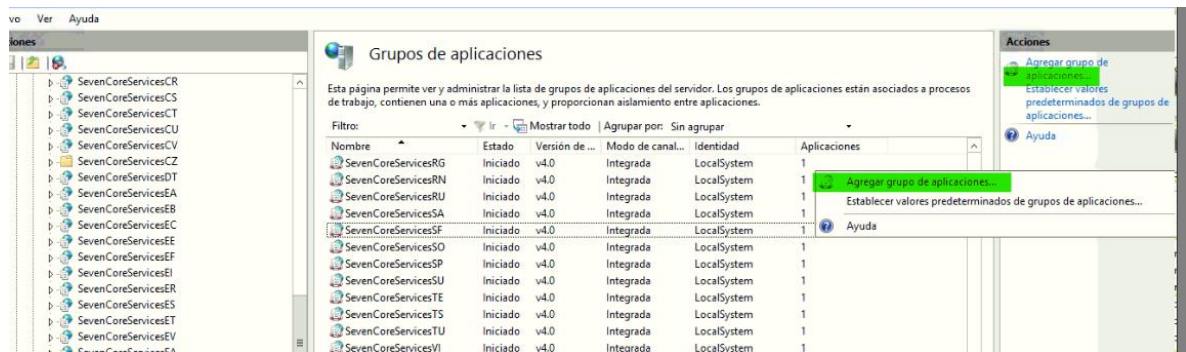 vo Ver Ayuda
iones
SevenCoreServicesCR
SevenCoreServicesCS
SevenCoreServicesCT
SevenCoreServicesCU
SevenCoreServicesCV
SevenCoreServicesCZ
SevenCoreServicesDT
SevenCoreServicesEA
SevenCoreServicesEB
SevenCoreServicesEC
SevenCoreServicesEE
SevenCoreServicesEF
SevenCoreServicesEI
SevenCoreServicesER
SevenCoreServicesES
SevenCoreServicesET
SevenCoreServicesEV
Grupos de aplicaciones
Esta página permite ver y administrar la lista de grupos de aplicaciones del servidor. Los grupos de aplicaciones están asociados a procesos
de trabajo, contienen una o más aplicaciones, y proporcionan aislamiento entre aplicaciones.
Filtro: Ir Mostrar todo Agrupar por: Sin agrupar
Nombre Estado Versión de ... Modo de canal... Identidad Aplicaciones
SevenCoreServicesRG Iniciado v4.0 Integrada LocalSystem 1
SevenCoreServicesRN Iniciado v4.0 Integrada LocalSystem 1
SevenCoreServicesRU Iniciado v4.0 Integrada LocalSystem 1
SevenCoreServicesSA Iniciado v4.0 Integrada LocalSystem 1
SevenCoreServicesSF Iniciado v4.0 Integrada LocalSystem 1
SevenCoreServicesSO Iniciado v4.0 Integrada LocalSystem 1
SevenCoreServicesSP Iniciado v4.0 Integrada LocalSystem 1
SevenCoreServicesSU Iniciado v4.0 Integrada LocalSystem 1
SevenCoreServicesTE Iniciado v4.0 Integrada LocalSystem 1
SevenCoreServicesTS Iniciado v4.0 Integrada LocalSystem 1
SevenCoreServicesTU Iniciado v4.0 Integrada LocalSystem 1
SevenCoreServicesVI Iniciado v4.0 Integrada LocalSystem 1
Agregar grupo de aplicaciones...
Establecer valores predeterminados de grupos de aplicaciones...
Ayuda
Acciones
Agregar grupo de
aplicaciones...
Establecer valores
predeterminados de grupos de
aplicaciones...
Ayuda